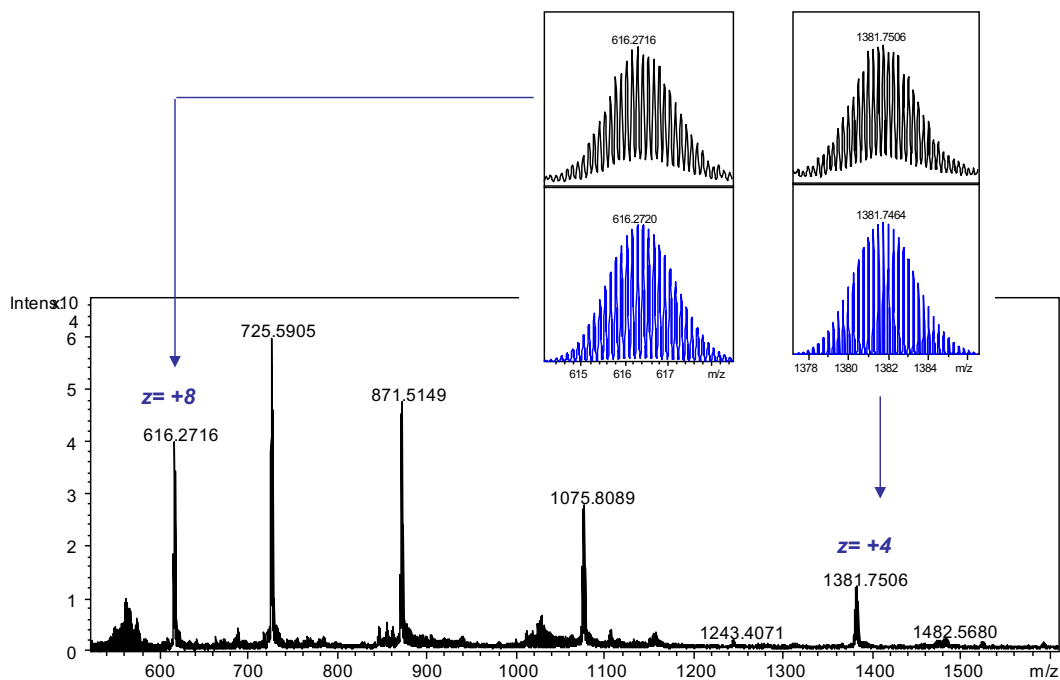 616.2716
1381.7506
616.2720
1381.7464
615 616 617 m/z
1378 1380 1382 1384 m/z
Intens.
x10
4
6
5
4
3
2
1
0
725.5905
z= +8
871.5149
616.2716
1075.8089
z= +4
1381.7506
1243.4071
1482.5680
600 700 800 900 1000 1100 1200 1300 1400 1500 m/z